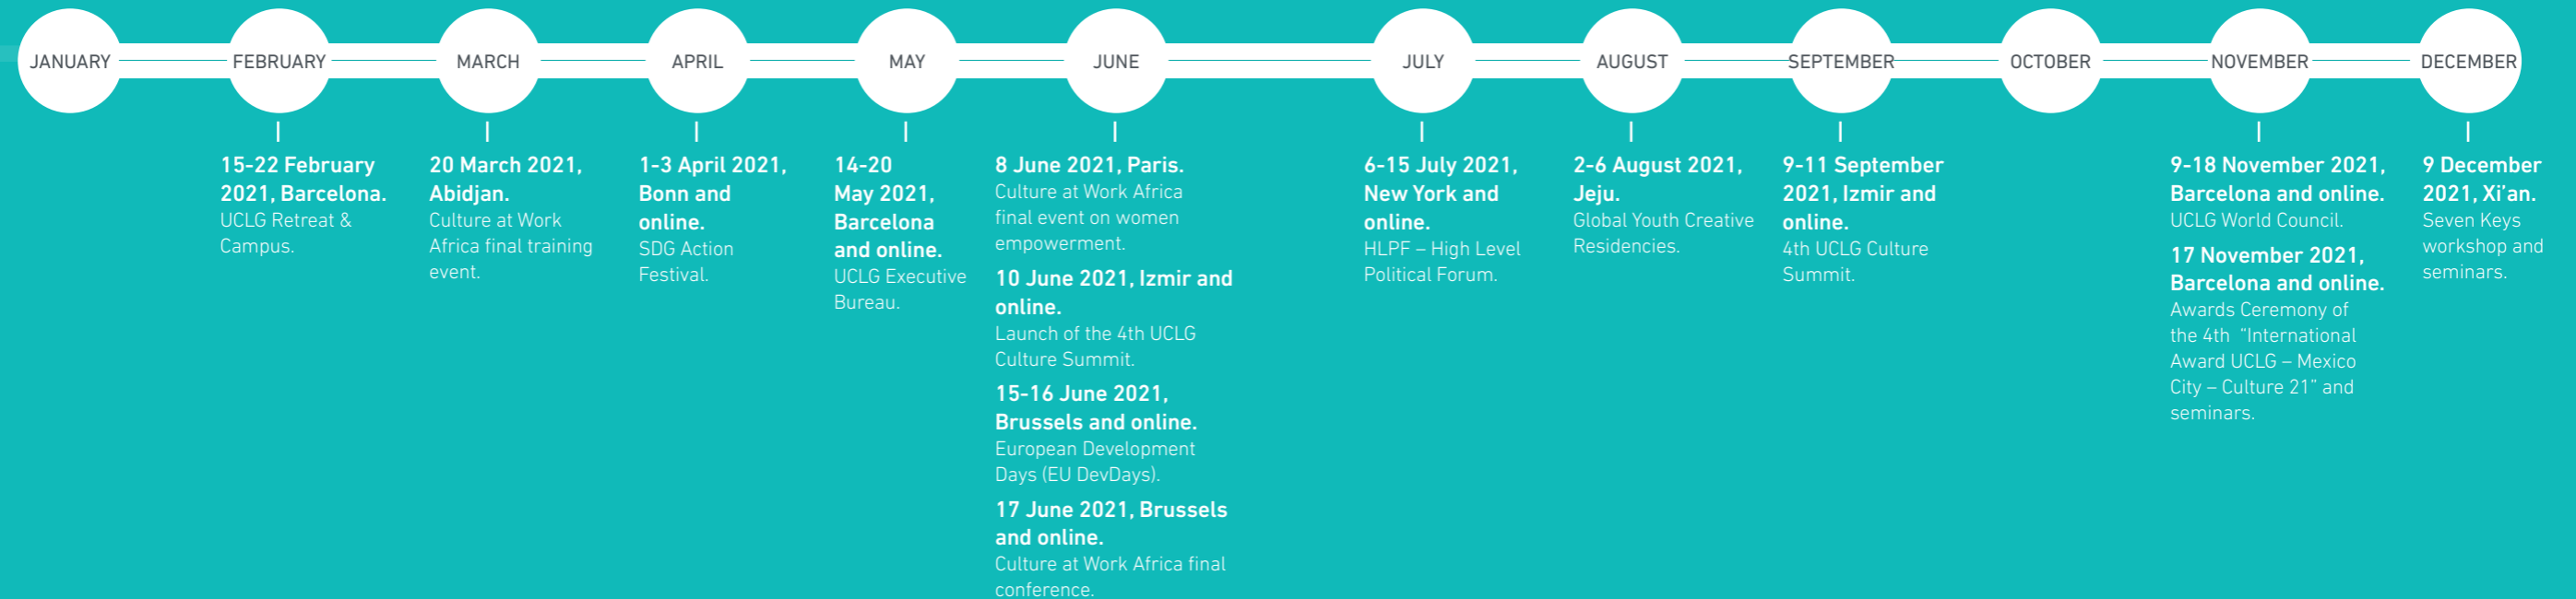 JANUARY
FEBRUARY
MARCH
APRIL
MAY
JUNE
JULY
AUGUST
SEPTEMBER
OCTOBER
NOVEMBER
DECEMBER
15-22 February
2021, Barcelona.
UCLG Retreat &
Campus.
20 March 2021,
Abidjan.
Culture at Work
Africa final training
event.
1-3 April 2021,
Bonn and
online.
SDG Action
Festival.
14-20
May 2021,
Barcelona
and online.
UCLG Executive
Bureau.
8 June 2021, Paris.
Culture at Work Africa
final event on women
empowerment.
10 June 2021, Izmir and
online.
Launch of the 4th UCLG
Culture Summit.
15-16 June 2021,
Brussels and online.
European Development
Days (EU DevDays).
17 June 2021, Brussels
and online.
Culture at Work Africa final
conference.
6-15 July 2021,
New York and
online.
HLPF – High Level
Political Forum.
2-6 August 2021,
Jeju.
Global Youth Creative
Residencies.
9-11 September
2021, Izmir and
online.
4th UCLG Culture
Summit.
9-18 November 2021,
Barcelona and online.
UCLG World Council.
17 November 2021,
Barcelona and online.
Awards Ceremony of
the 4th "International
Award UCLG – Mexico
City – Culture 21" and
seminars.
9 December
2021, Xi'an.
Seven Keys
workshop and
seminars.